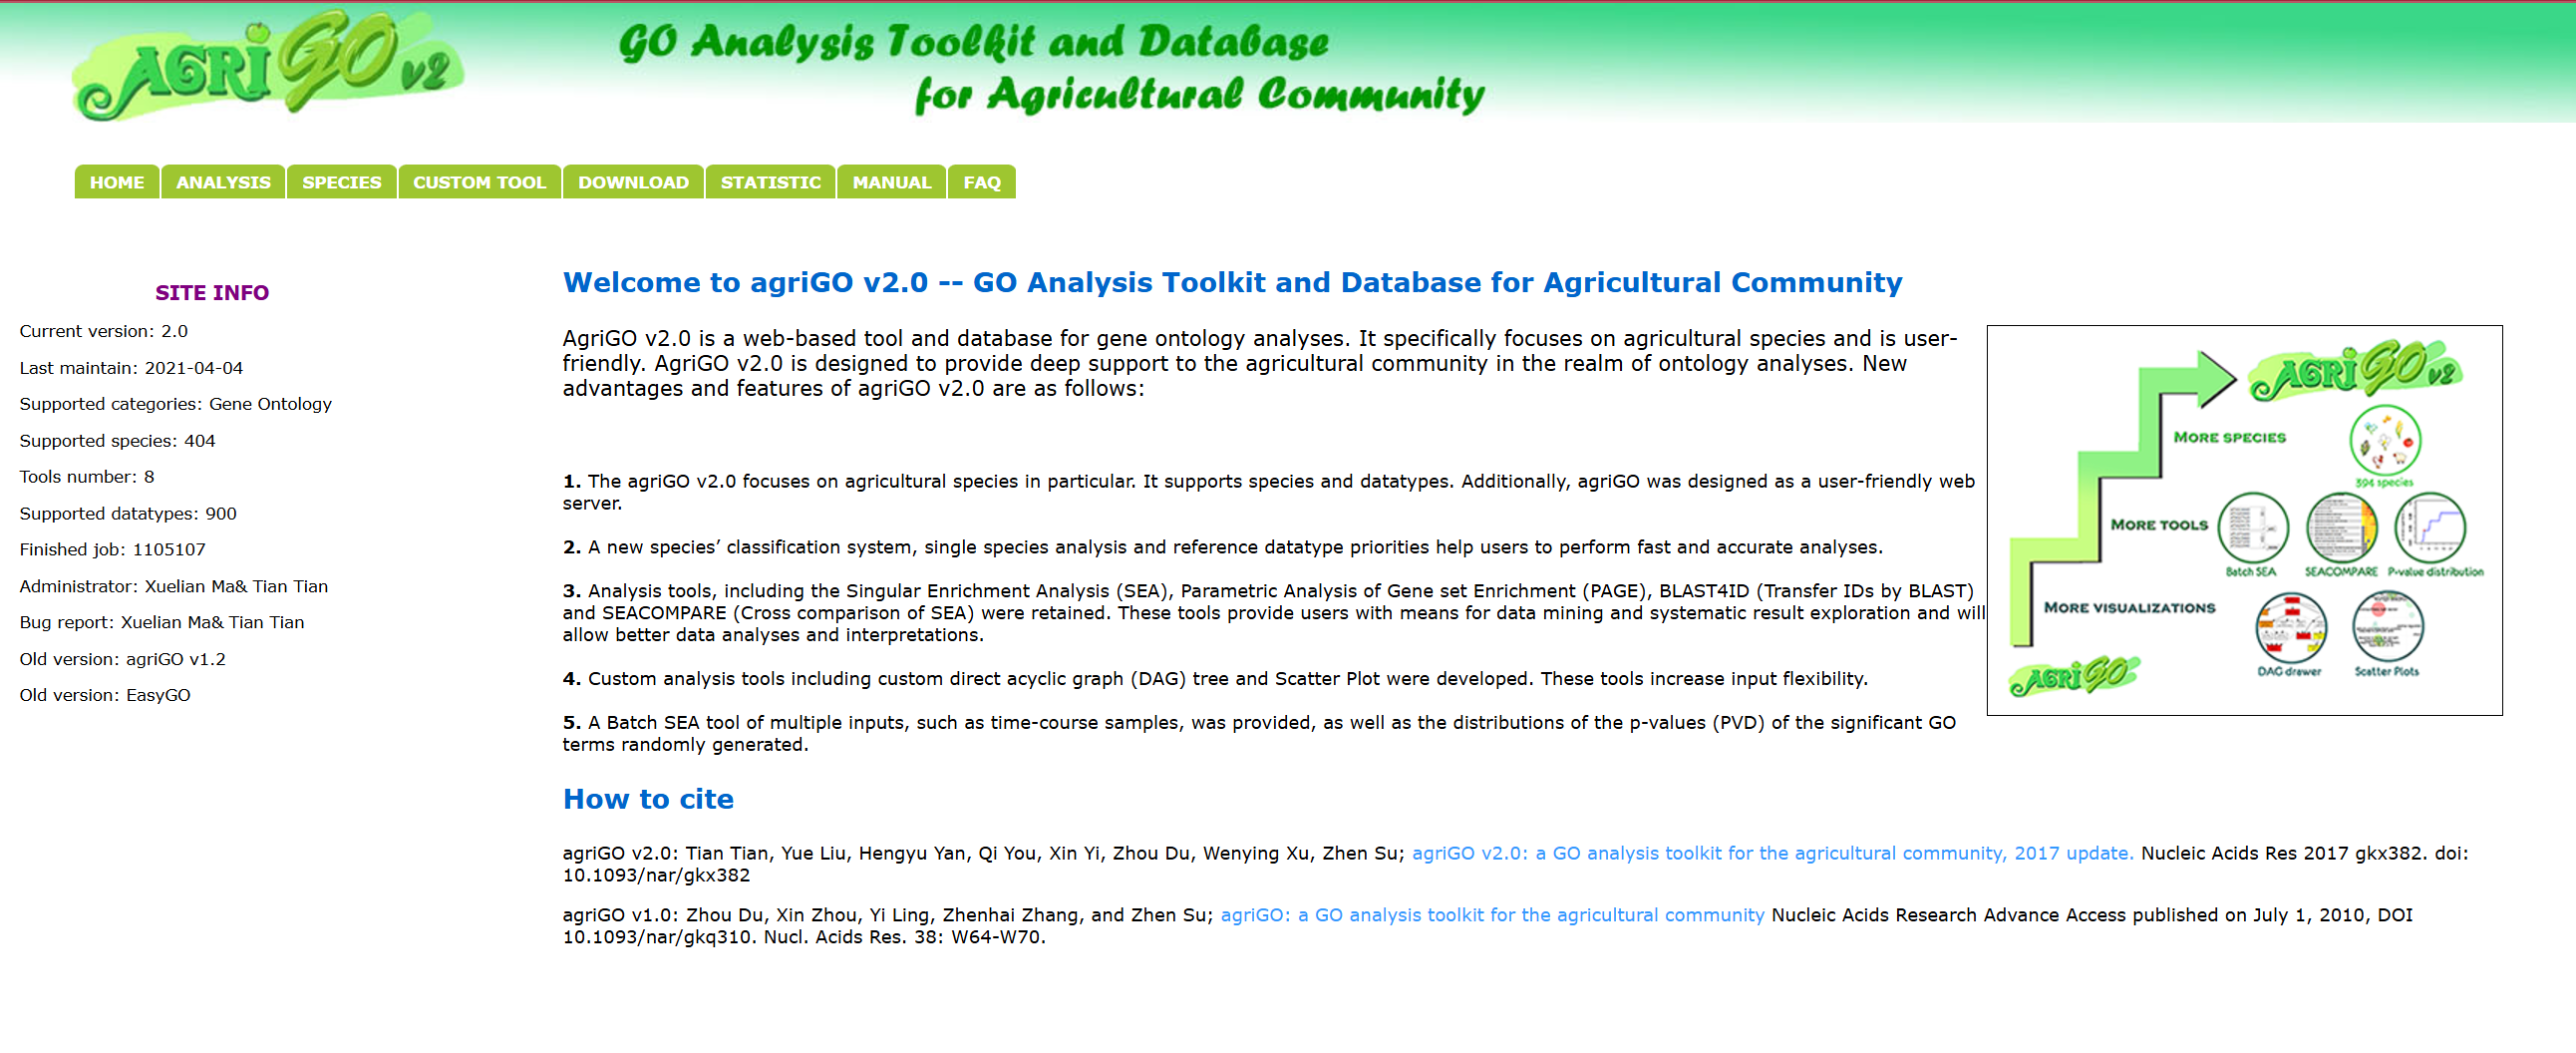 AGRIGO v2
GO Analysis Toolkit and Database
for Agricultural Community
HOME
ANALYSIS
SPECIES
CUSTOM TOOL
DOWNLOAD
STATISTIC
MANUAL
FAQ
SITE INFO
Current version: 2.0
Last maintain: 2021-04-04
Supported categories: Gene Ontology
Supported species: 404
Tools number: 8
Supported datatypes: 900
Finished job: 1105107
Administrator: Xuelian Ma& Tian Tian
Bug report: Xuelian Ma& Tian Tian
Old version: agriGO v1.2
Old version: EasyGO
Welcome to agriGO v2.0 -- GO Analysis Toolkit and Database for Agricultural Community
AgriGO v2.0 is a web-based tool and database for gene ontology analyses. It specifically focuses on agricultural species and is user-
friendly. AgriGO v2.0 is designed to provide deep support to the agricultural community in the realm of ontology analyses. New
advantages and features of agriGO v2.0 are as follows:
1. The agriGO v2.0 focuses on agricultural species in particular. It supports species and datatypes. Additionally, agriGO was designed as a user-friendly web
server.
2. A new species’ classification system, single species analysis and reference datatype priorities help users to perform fast and accurate analyses.
3. Analysis tools, including the Singular Enrichment Analysis (SEA), Parametric Analysis of Gene set Enrichment (PAGE), BLAST4ID (Transfer IDs by BLAST)
and SEACOMPARE (Cross comparison of SEA) were retained. These tools provide users with means for data mining and systematic result exploration and will
allow better data analyses and interpretations.
4. Custom analysis tools including custom direct acyclic graph (DAG) tree and Scatter Plot were developed. These tools increase input flexibility.
5. A Batch SEA tool of multiple inputs, such as time-course samples, was provided, as well as the distributions of the p-values (PVD) of the significant GO
terms randomly generated.
AGRIGO v2
MORE SPECIES
394 species
MORE TOOLS
Batch SEA
SEACOMPARE
P-value distribution
MORE VISUALIZATIONS
DAG drawer
Scatter Plots
AGRIGO
How to cite
agriGO v2.0: Tian Tian, Yue Liu, Hengyu Yan, Qi You, Xin Yi, Zhou Du, Wenying Xu, Zhen Su; agriGO v2.0: a GO analysis toolkit for the agricultural community, 2017 update. Nucleic Acids Res 2017 gkx382. doi:
10.1093/nar/gkx382
agriGO v1.0: Zhou Du, Xin Zhou, Yi Ling, Zhenhai Zhang, and Zhen Su; agriGO: a GO analysis toolkit for the agricultural community Nucleic Acids Research Advance Access published on July 1, 2010, DOI
10.1093/nar/gkq310. Nucl. Acids Res. 38: W64-W70.